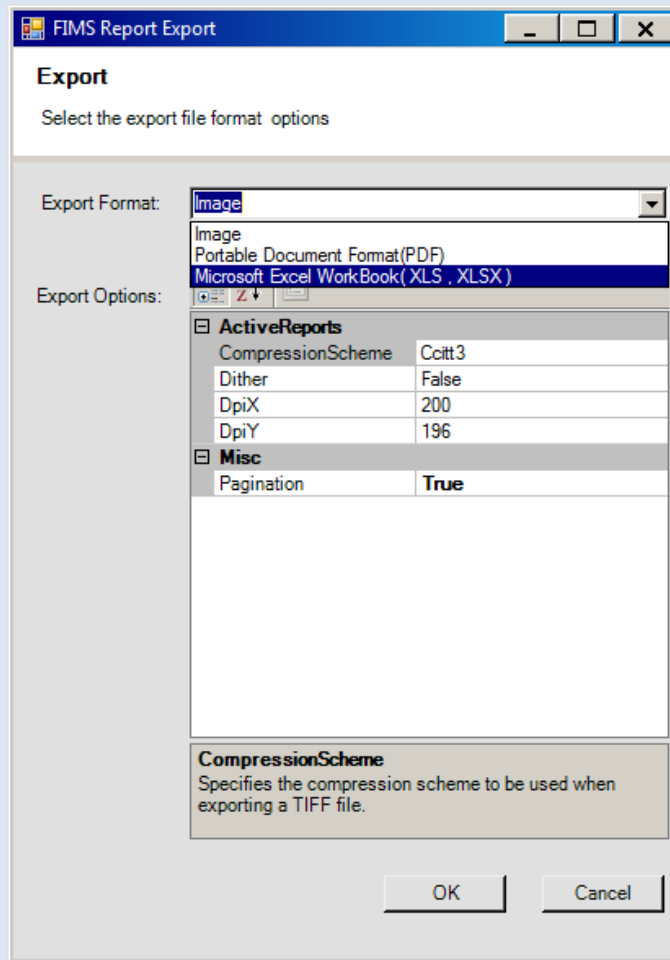 FIMS Report Export
Export
Select the export file format options
Export Format:
Image
Image
Portable Document Format(PDF)
Microsoft Excel WorkBook( XLS , XLSX )
Export Options:
ActiveReports
CompressionScheme Ccitt3
Dither False
DpiX 200
DpiY 196
Misc
Pagination True
CompressionScheme
Specifies the compression scheme to be used when
exporting a TIFF file.
OK Cancel